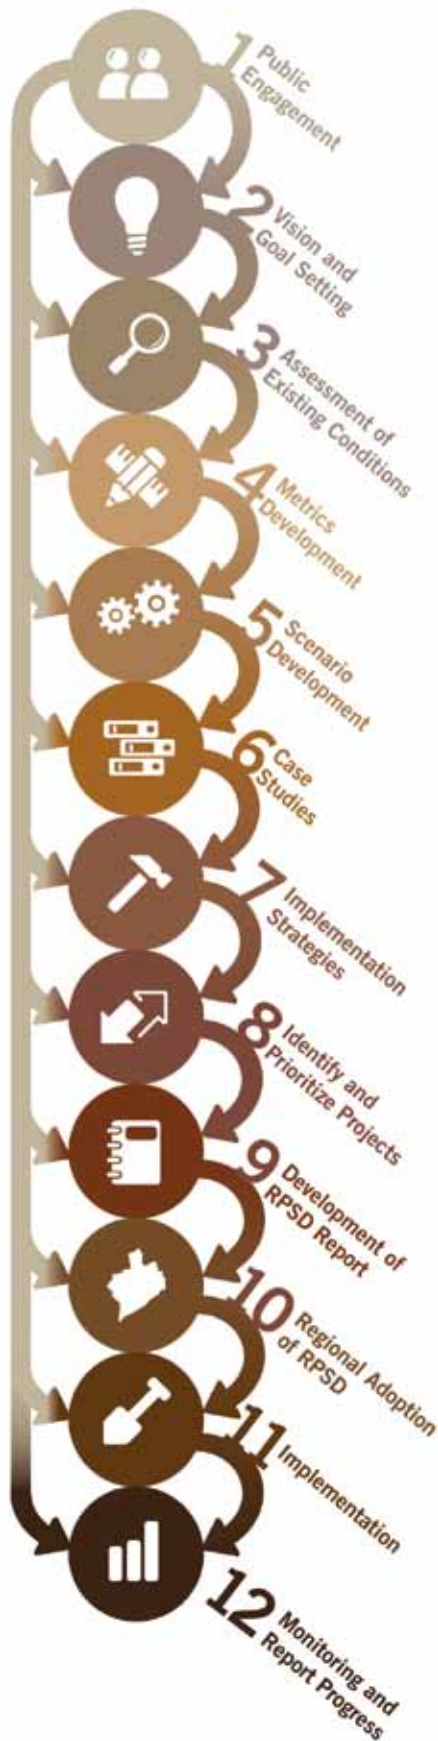 1 Public
Engagement
2 Vision and
Goal Setting
3 Assessment of
Existing Conditions
4 Metrics
Development
5 Scenario
Development
6 Case
Studies
7 Implementation
Strategies
8 Identify and
Prioritize Projects
9 Development of
RPSD Report
10 Regional Adoption
of RPSD
11 Implementation
12 Monitoring and
Report Progress